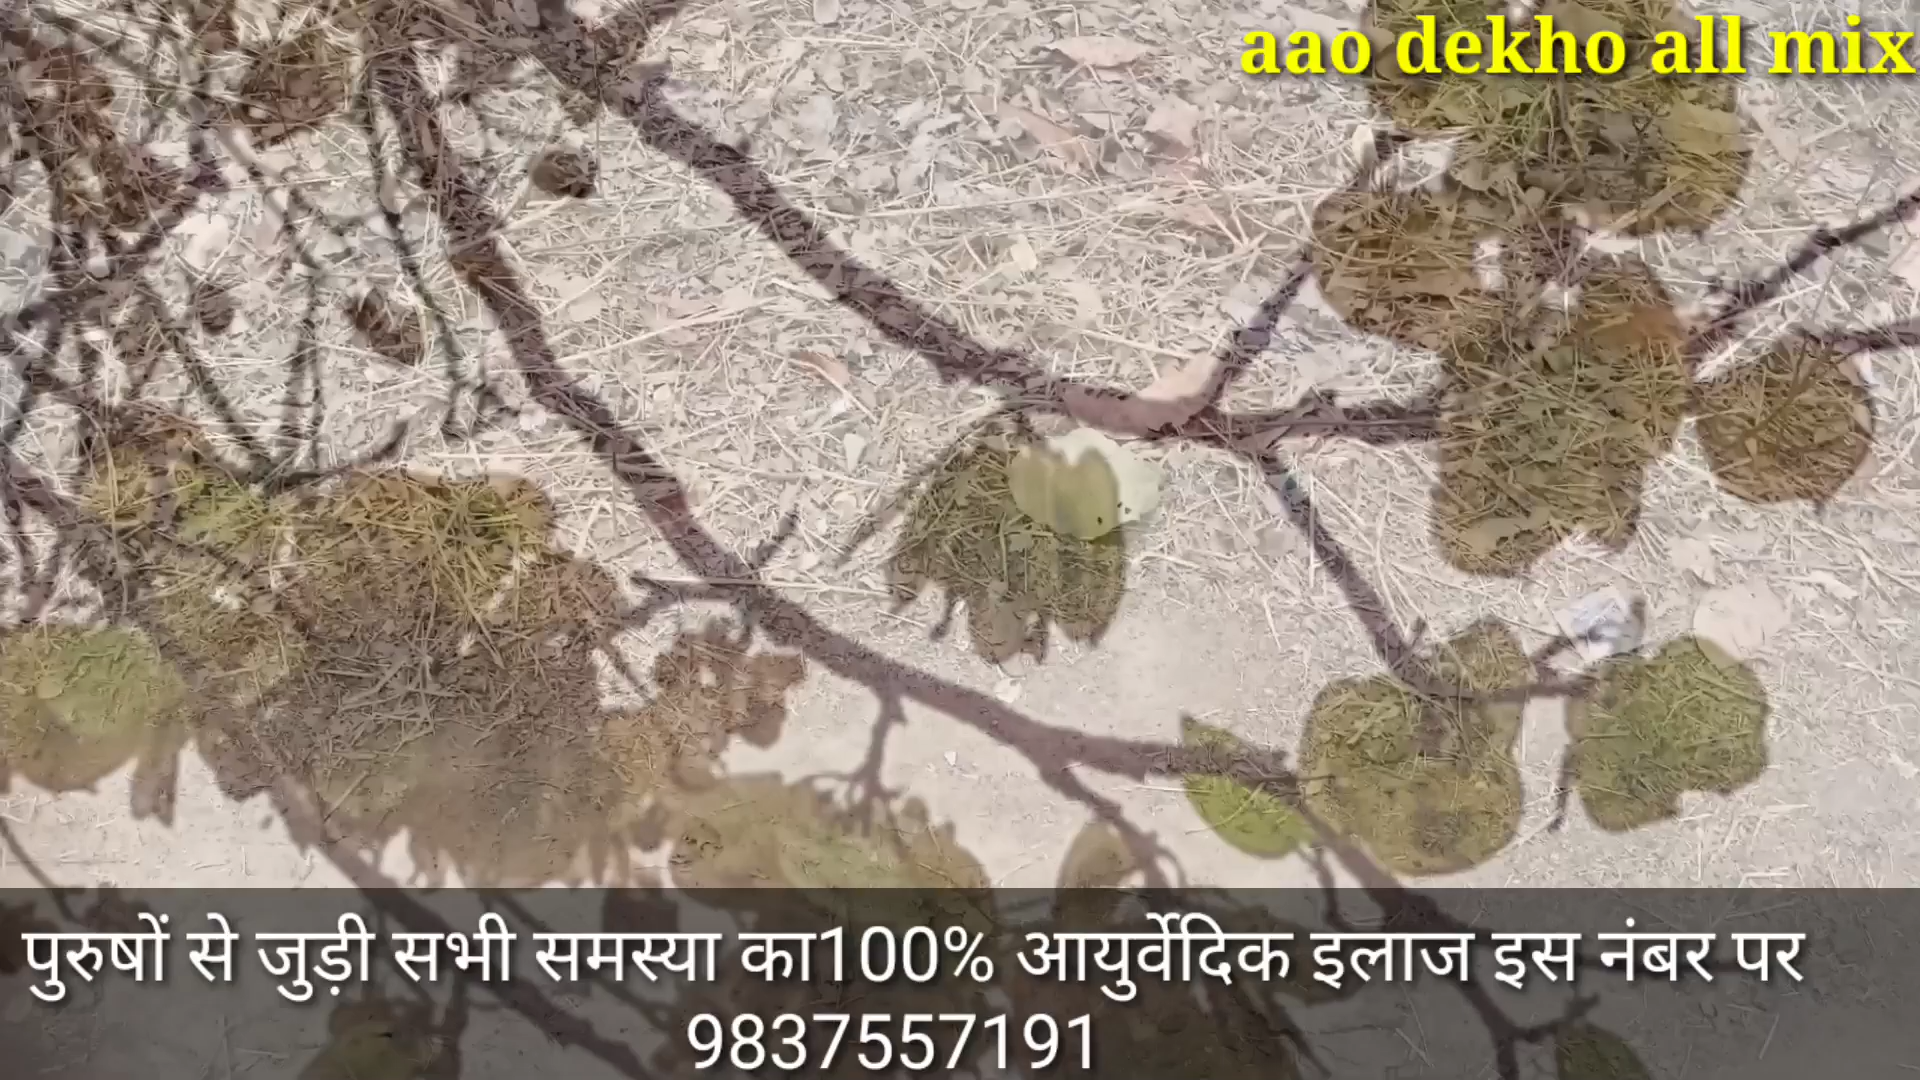 aao dekho all mix
पुरुषों से जुड़ी सभी समस्या का100% आयुर्वेदिक इलाज इस नंबर पर
9837557191